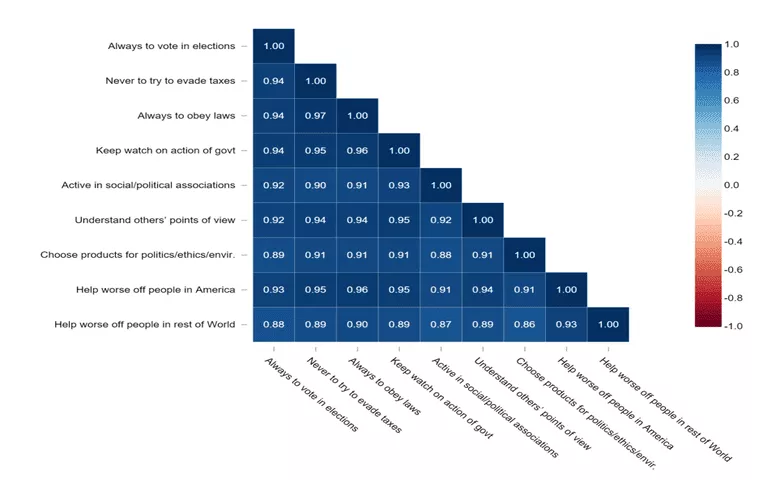 Always to vote in elections 1.00
Never to try to evade taxes 0.94 1.00
Always to obey laws 0.94 0.97 1.00
Keep watch on action of govt 0.94 0.95 0.96 1.00
Active in social/political associations 0.92 0.90 0.91 0.93 1.00
Understand others' points of view 0.92 0.94 0.94 0.95 0.92 1.00
Choose products for politics/ethics/envir. 0.89 0.91 0.91 0.91 0.88 0.91 1.00
Help worse off people in America 0.93 0.95 0.96 0.95 0.91 0.94 0.91 1.00
Help worse off people in rest of World 0.88 0.89 0.90 0.89 0.87 0.89 0.86 0.93 1.00
Always to vote in elections
Never to try to evade taxes
Always to obey laws
Keep watch on action of govt
Active in social/political associations
Understand others' points of view
Choose products for politics/ethics/envir.
Help worse off people in America
Help worse off people in rest of World
1.0
0.8
0.6
0.4
0.2
0.0
-0.2
-0.4
-0.6
-0.8
-1.0